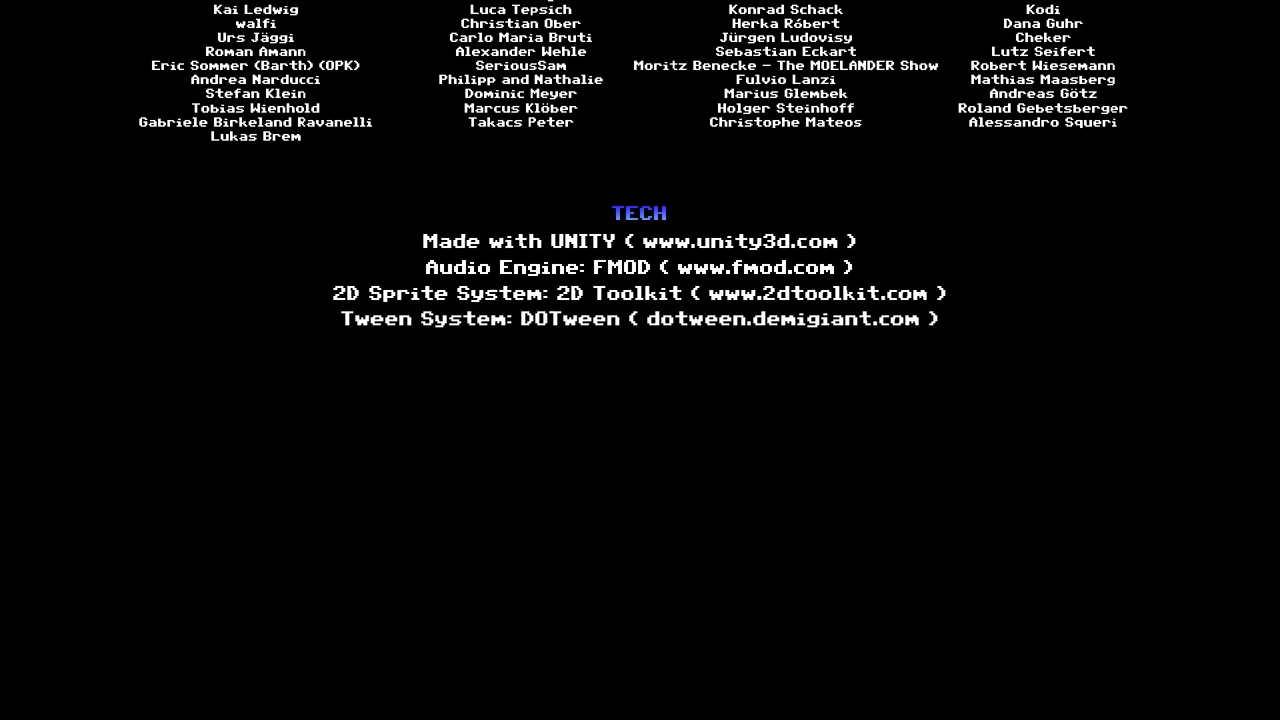 Kai Ledwig Luca Tepsich Konrad Schack Kodi
walfi Christian Ober Herka Róbert Dana Guhr
Urs Jäggi Carlo Maria Bruti Jürgen Ludovisy Cheker
Roman Amann Alexander Wehle Sebastian Eckart Lutz Seifert
Eric Sommer (Barth) (OPK) SeriousSam Moritz Benecke - The MOELANDER Show Robert Wiesemann
Andrea Narducci Philipp and Nathalie Fulvio Lanzi Mathias Maasberg
Stefan Klein Dominic Meyer Marius Glembek Andreas Götz
Tobias Wienhold Marcus Klöber Holger Steinhoff Roland Gebetsberger
Gabriele Birkeland Ravanelli Takacs Peter Christophe Mateos Alessandro Squeri
Lukas Brem
TECH
Made with UNITY ( www.unity3d.com )
Audio Engine: FMOD ( www.fmod.com )
2D Sprite System: 2D Toolkit ( www.2dtoolkit.com )
Tween System: DOTween ( dotween.demigiant.com )